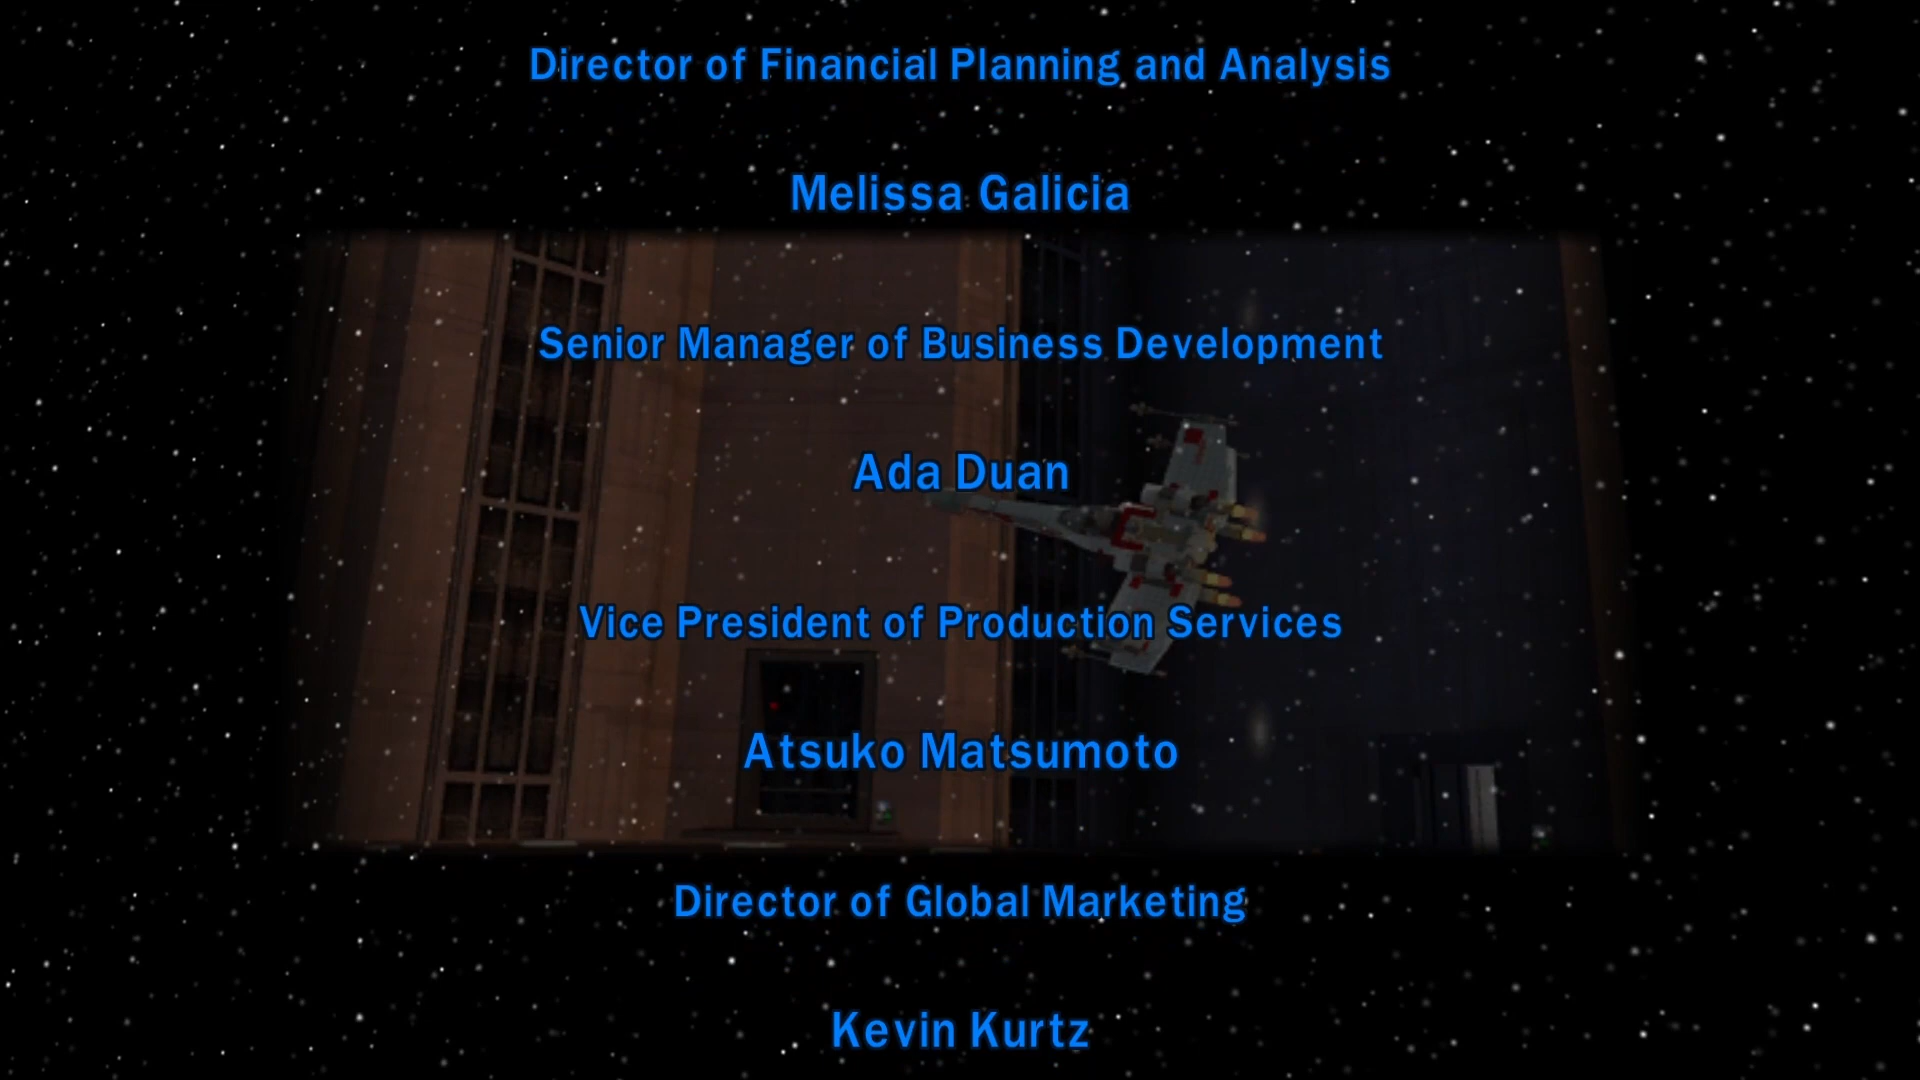 Director of Financial Planning and Analysis
Melissa Galicia
Senior Manager of Business Development
Ada Duan
Vice President of Production Services
Atsuko Matsumoto
Director of Global Marketing
Kevin Kurtz